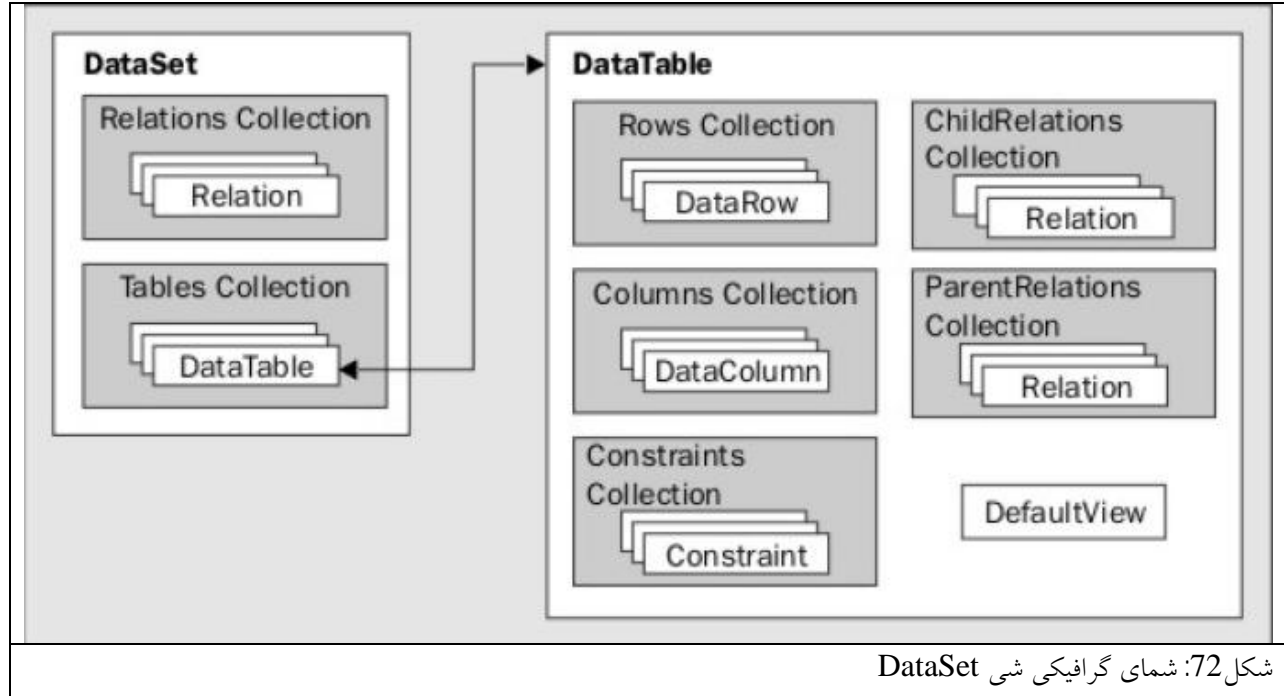 DataSet
Relations Collection
Relation
Tables Collection
DataTable
DataTable
Rows Collection
DataRow
Columns Collection
DataColumn
Constraints
Collection
Constraint
ChildRelations
Collection
Relation
ParentRelations
Collection
Relation
DefaultView
شکل72: شمای گرافیکی شی DataSet